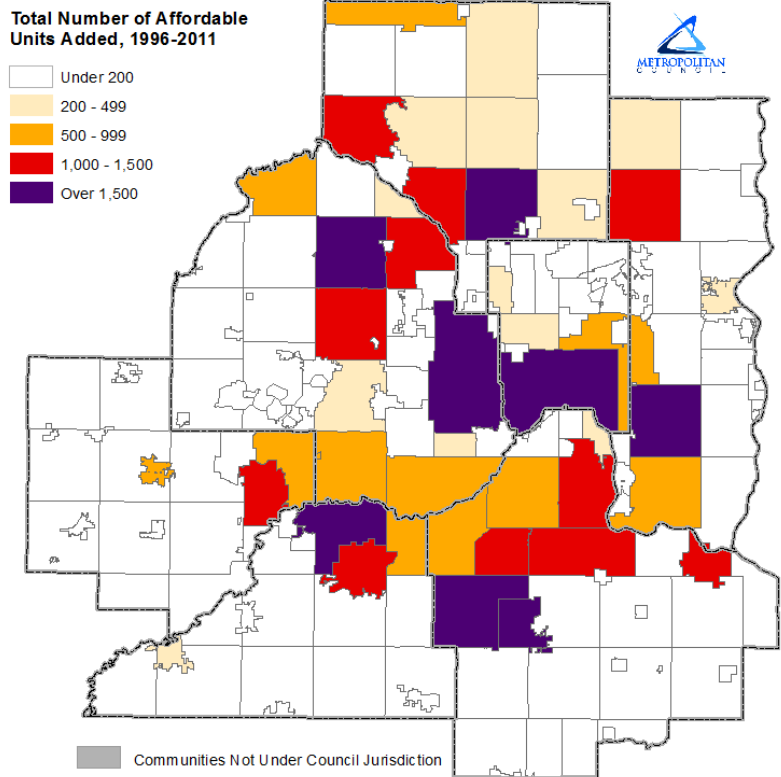 Total Number of Affordable
Units Added, 1996-2011
Under 200
200 - 499
500 - 999
1,000 - 1,500
Over 1,500
METROPOLITAN
COUNCIL
Communities Not Under Council Jurisdiction